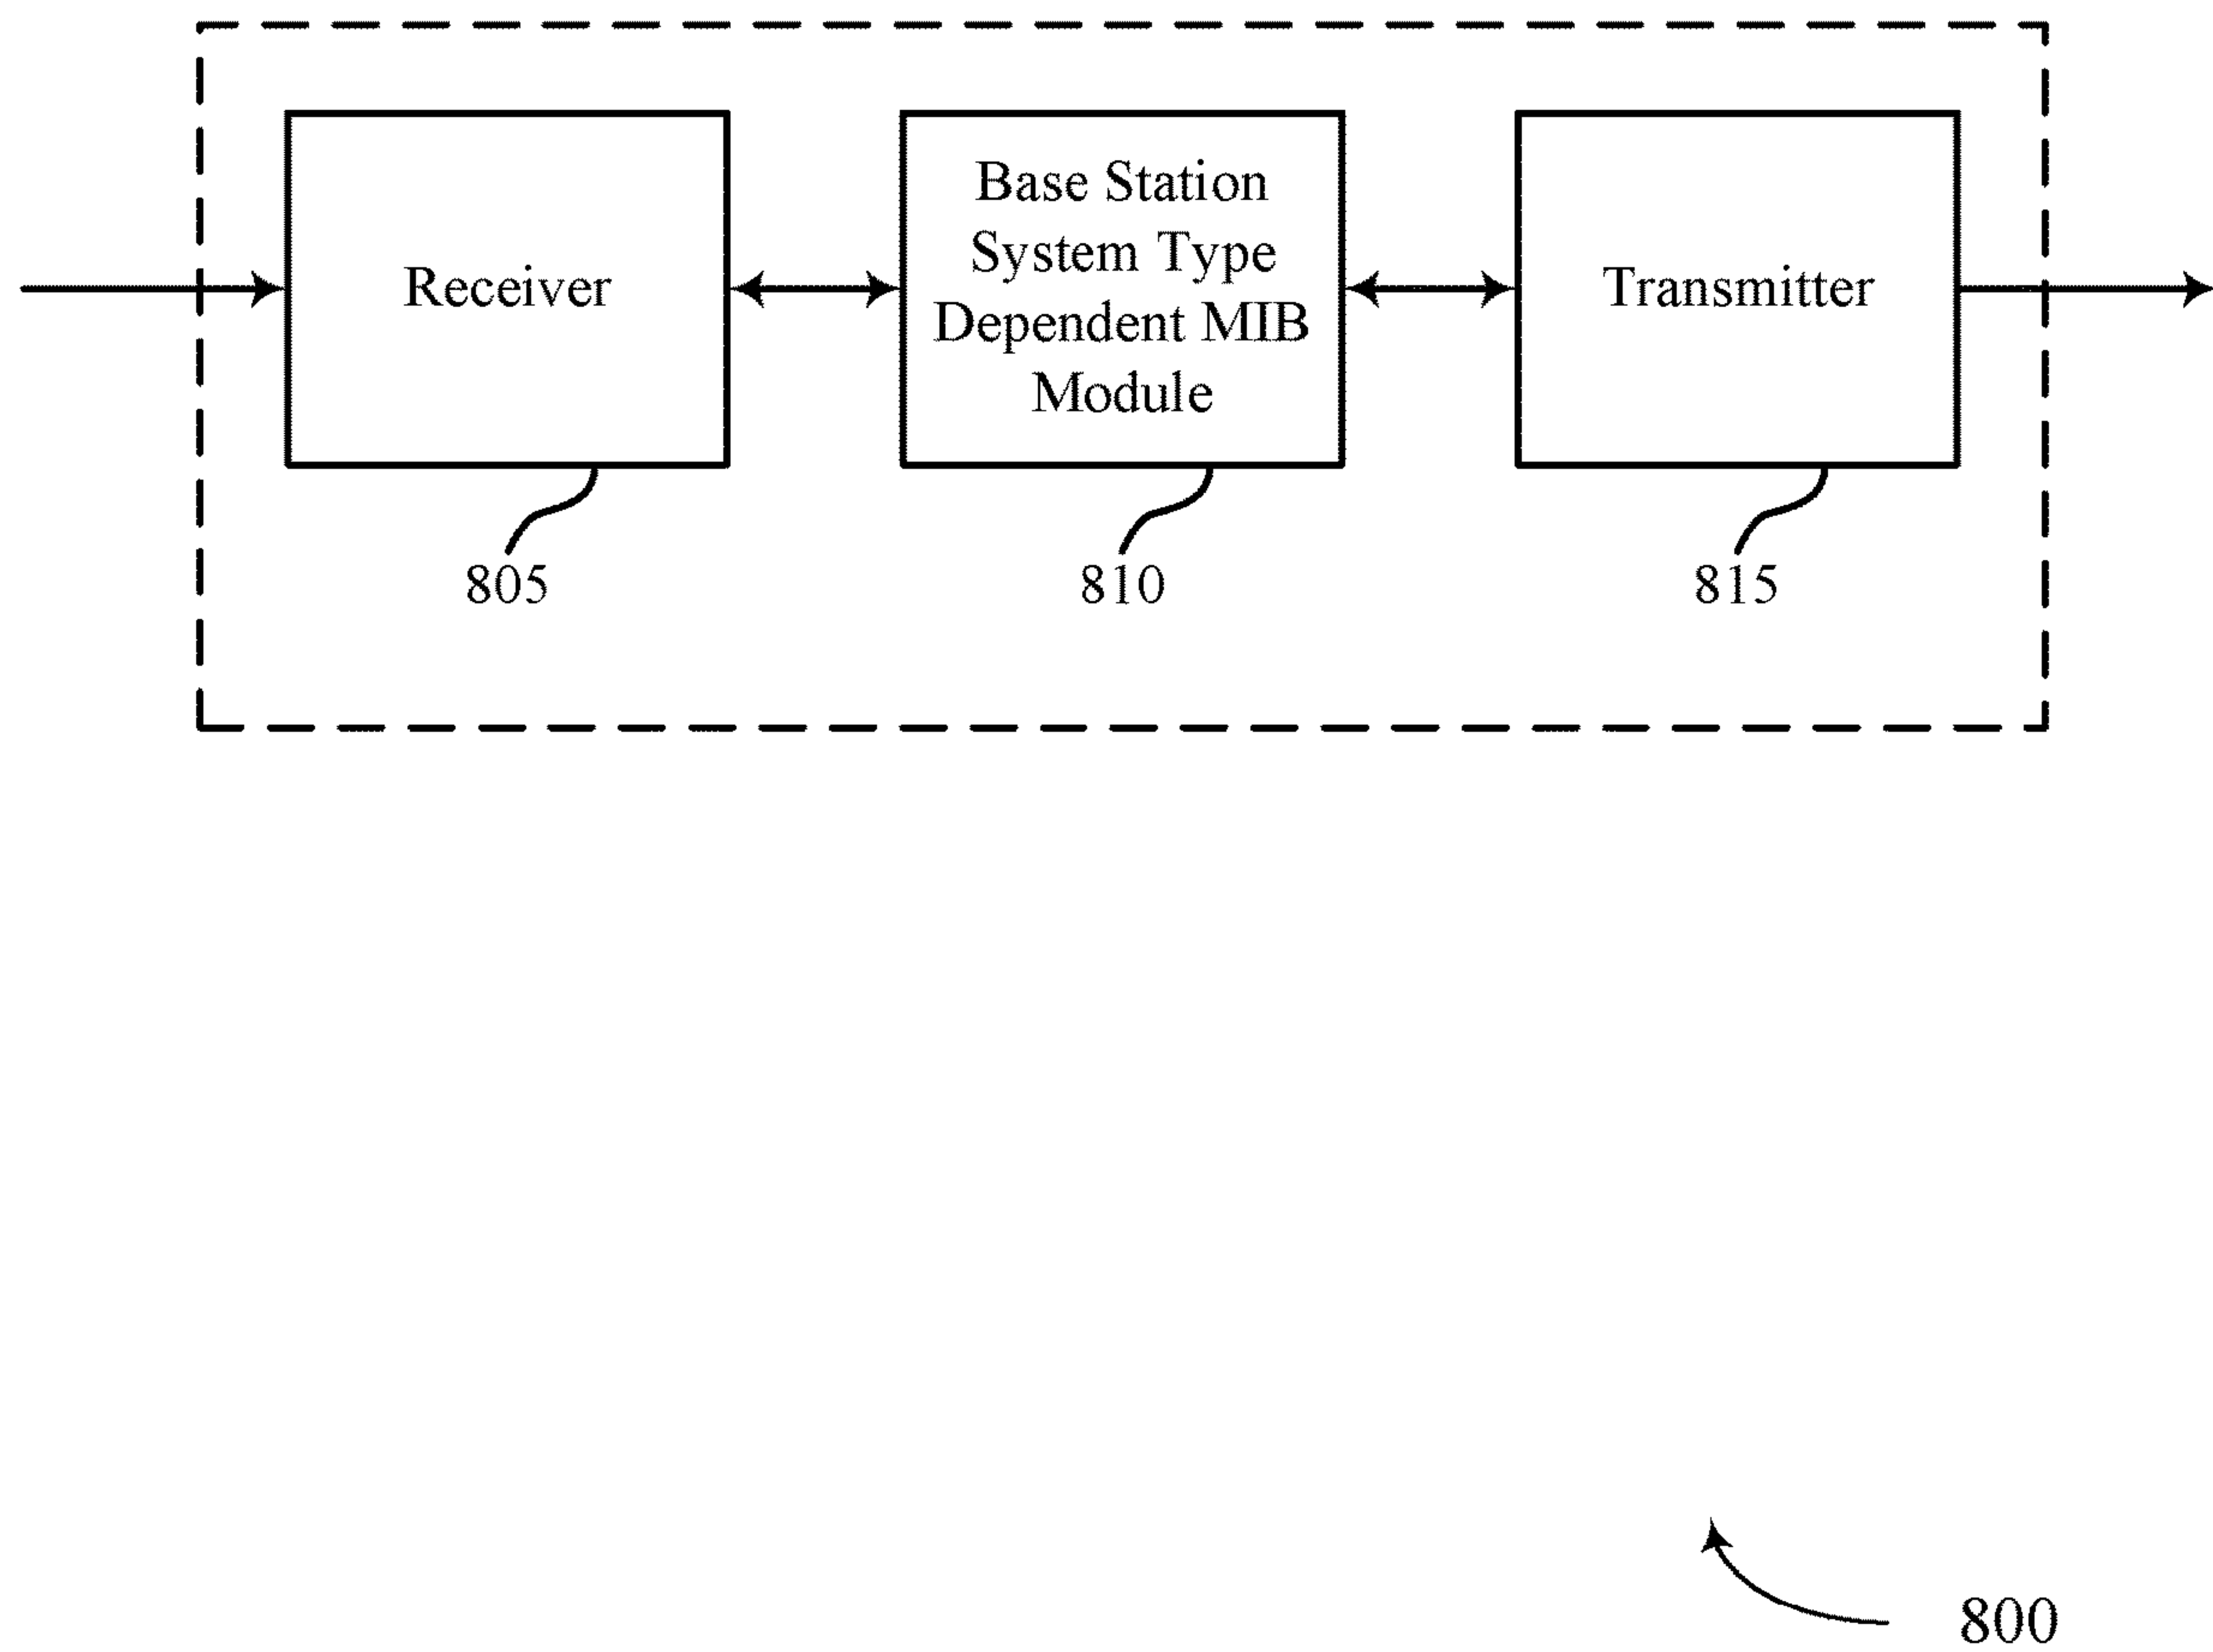 Receiver
Base Station
System Type
Dependent MIB
Module
Transmitter
805
810
815
800